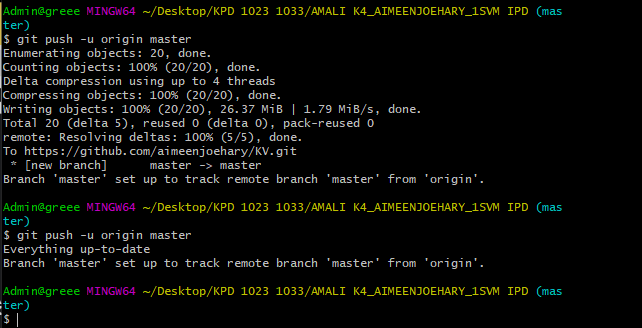 Admin@greee MINGW64 ~/Desktop/KPD 1023 1033/AMALI K4_AIMEENJOEHARY_1SVM IPD (mas
ter)
$ git push -u origin master
Enumerating objects: 20, done.
Counting objects: 100% (20/20), done.
Delta compression using up to 4 threads
Compressing objects: 100% (20/20), done.
Writing objects: 100% (20/20), 26.37 MiB | 1.79 MiB/s, done.
Total 20 (delta 5), reused 0 (delta 0), pack-reused 0
remote: Resolving deltas: 100% (5/5), done.
To https://github.com/aimeenjoehary/KV.git
 * [new branch]      master -> master
Branch 'master' set up to track remote branch 'master' from 'origin'.
Admin@greee MINGW64 ~/Desktop/KPD 1023 1033/AMALI K4_AIMEENJOEHARY_1SVM IPD (mas
ter)
$ git push -u origin master
Everything up-to-date
Branch 'master' set up to track remote branch 'master' from 'origin'.
Admin@greee MINGW64 ~/Desktop/KPD 1023 1033/AMALI K4_AIMEENJOEHARY_1SVM IPD (mas
ter)
$